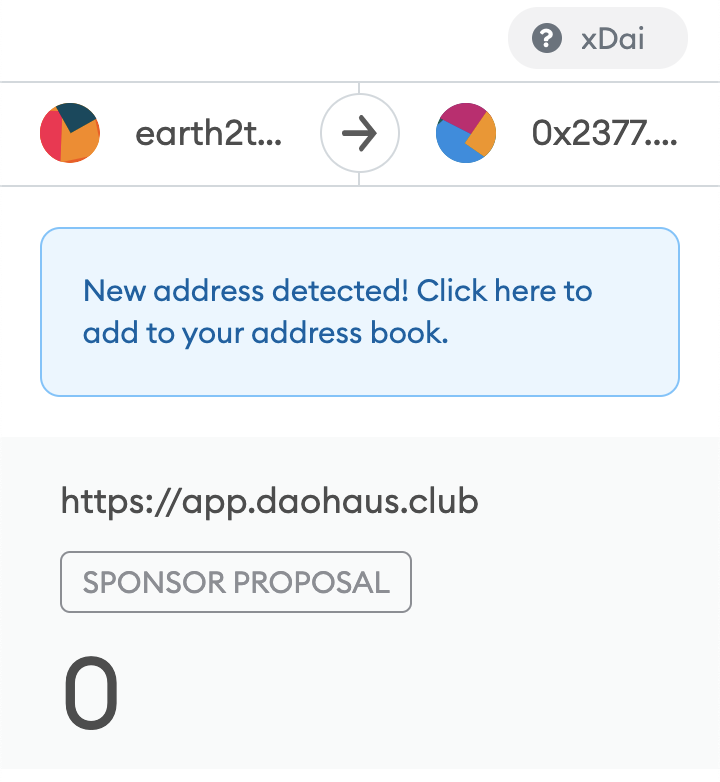 xDai
earth2t...
0x2377....
New address detected! Click here to
add to your address book.
https://app.daohaus.club
SPONSOR PROPOSAL
0